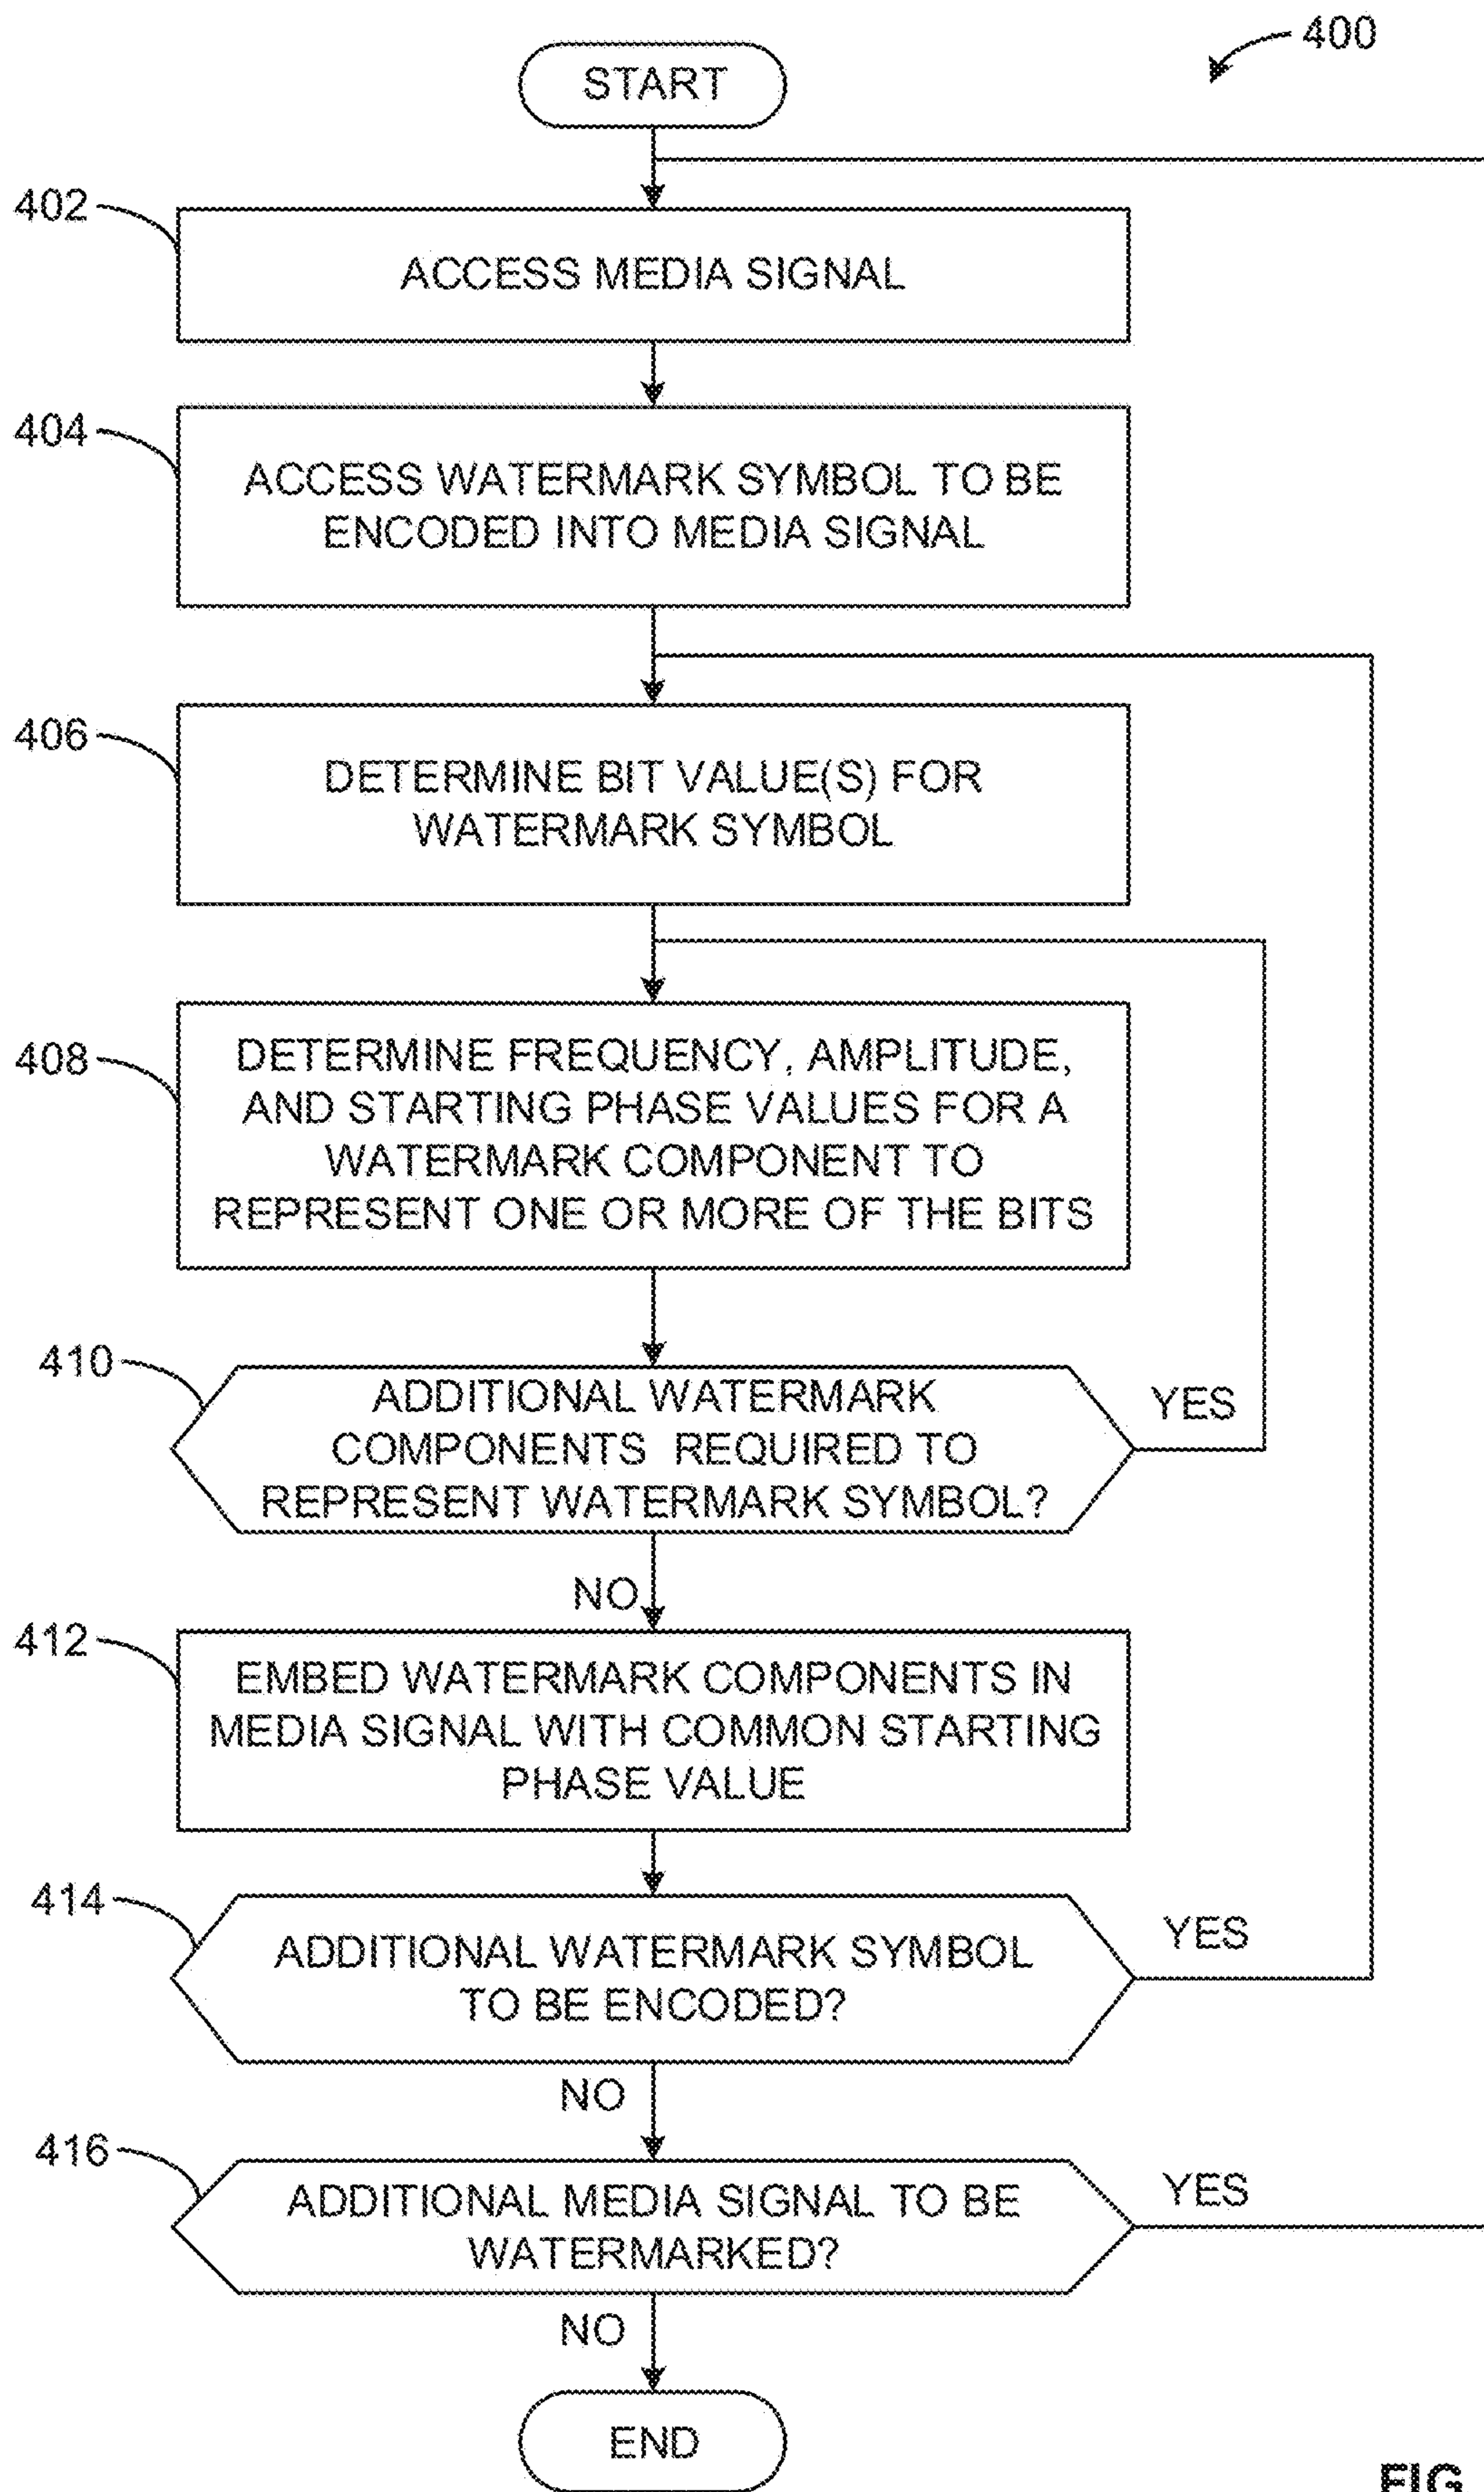 400
START
402
ACCESS MEDIA SIGNAL
404
ACCESS WATERMARK SYMBOL TO BE
ENCODED INTO MEDIA SIGNAL
406
DETERMINE BIT VALUE(S) FOR
WATERMARK SYMBOL
408
DETERMINE FREQUENCY, AMPLITUDE,
AND STARTING PHASE VALUES FOR A
WATERMARK COMPONENT TO
REPRESENT ONE OR MORE OF THE BITS
410
ADDITIONAL WATERMARK
COMPONENTS REQUIRED TO
REPRESENT WATERMARK SYMBOL?
YES
NO
412
EMBED WATERMARK COMPONENTS IN
MEDIA SIGNAL WITH COMMON STARTING
PHASE VALUE
414
ADDITIONAL WATERMARK SYMBOL
TO BE ENCODED?
YES
NO
416
ADDITIONAL MEDIA SIGNAL TO BE
WATERMARKED?
YES
NO
END
FIG